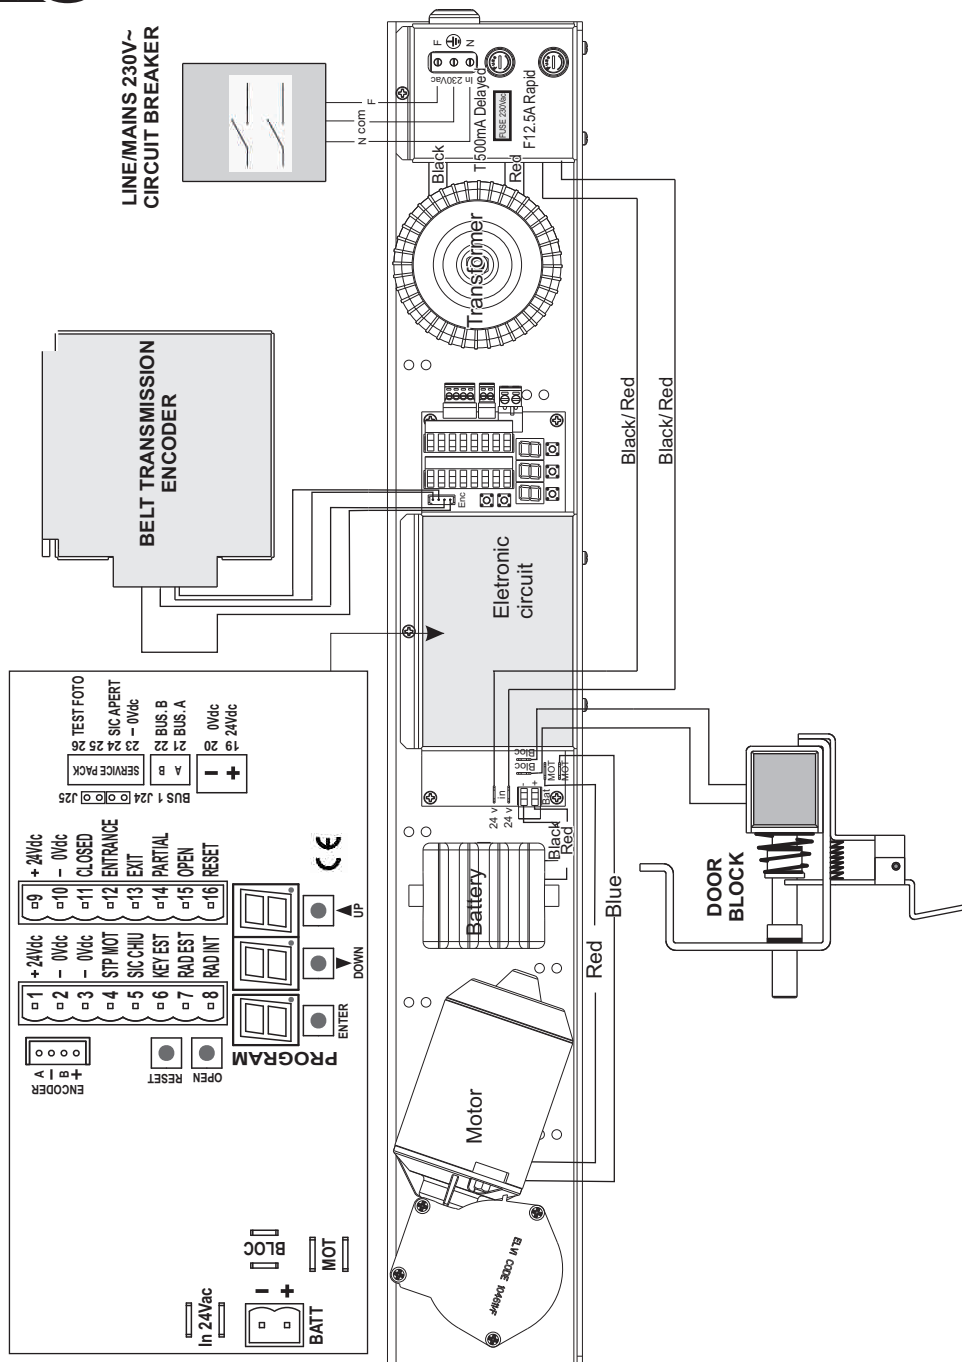 LINE/MAINS 230V~
CIRCUIT BREAKER
F
N com
N
F
N
In 230Vac
T 500mA Delayed
FUSE 230Vac
F12.5A Rapid
Black
Red
Transformer
BELT TRANSMISSION
ENCODER
Enc
Black/ Red
Black/ Red
Eletronic
circuit
24 v
24 v
in
Bloc
Bloc
MOT
MOT
Bat
-
+
Black
Red
Battery
Blue
Red
DOOR
BLOCK
Motor
ELVI CODE 10461MF
TEST FOTO
SIC APERT
– 0Vdc
26
25
24
23
SERVICE PACK
BUS. B
BUS. A
22
21
A
B
0Vdc
24Vdc
20
19
–
+
J25
BUS 1 J24
9 + 24Vdc
10 – 0Vdc
11 CLOSED
12 ENTRANCE
13 EXIT
14 PARTIAL
15 OPEN
16 RESET
1 + 24Vdc
2 – 0Vdc
3 – 0Vdc
4 STP MOT
5 SIC CHIU
6 KEY EST
7 RAD EST
8 RAD INT
CE
UP
DOWN
ENTER
PROGRAM
A
–
B
+
ENCODER
RESET
OPEN
In 24Vac
BLOC
MOT
–
+
BATT